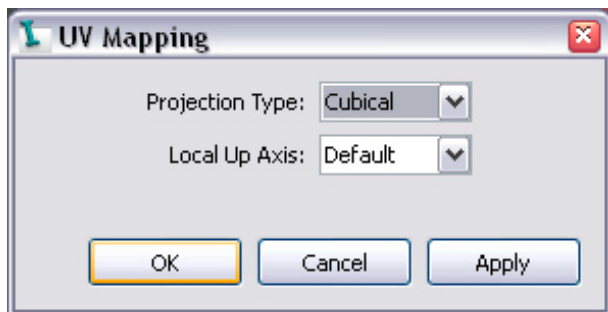 UV Mapping
Projection Type: Cubical
Local Up Axis: Default
OK Cancel Apply